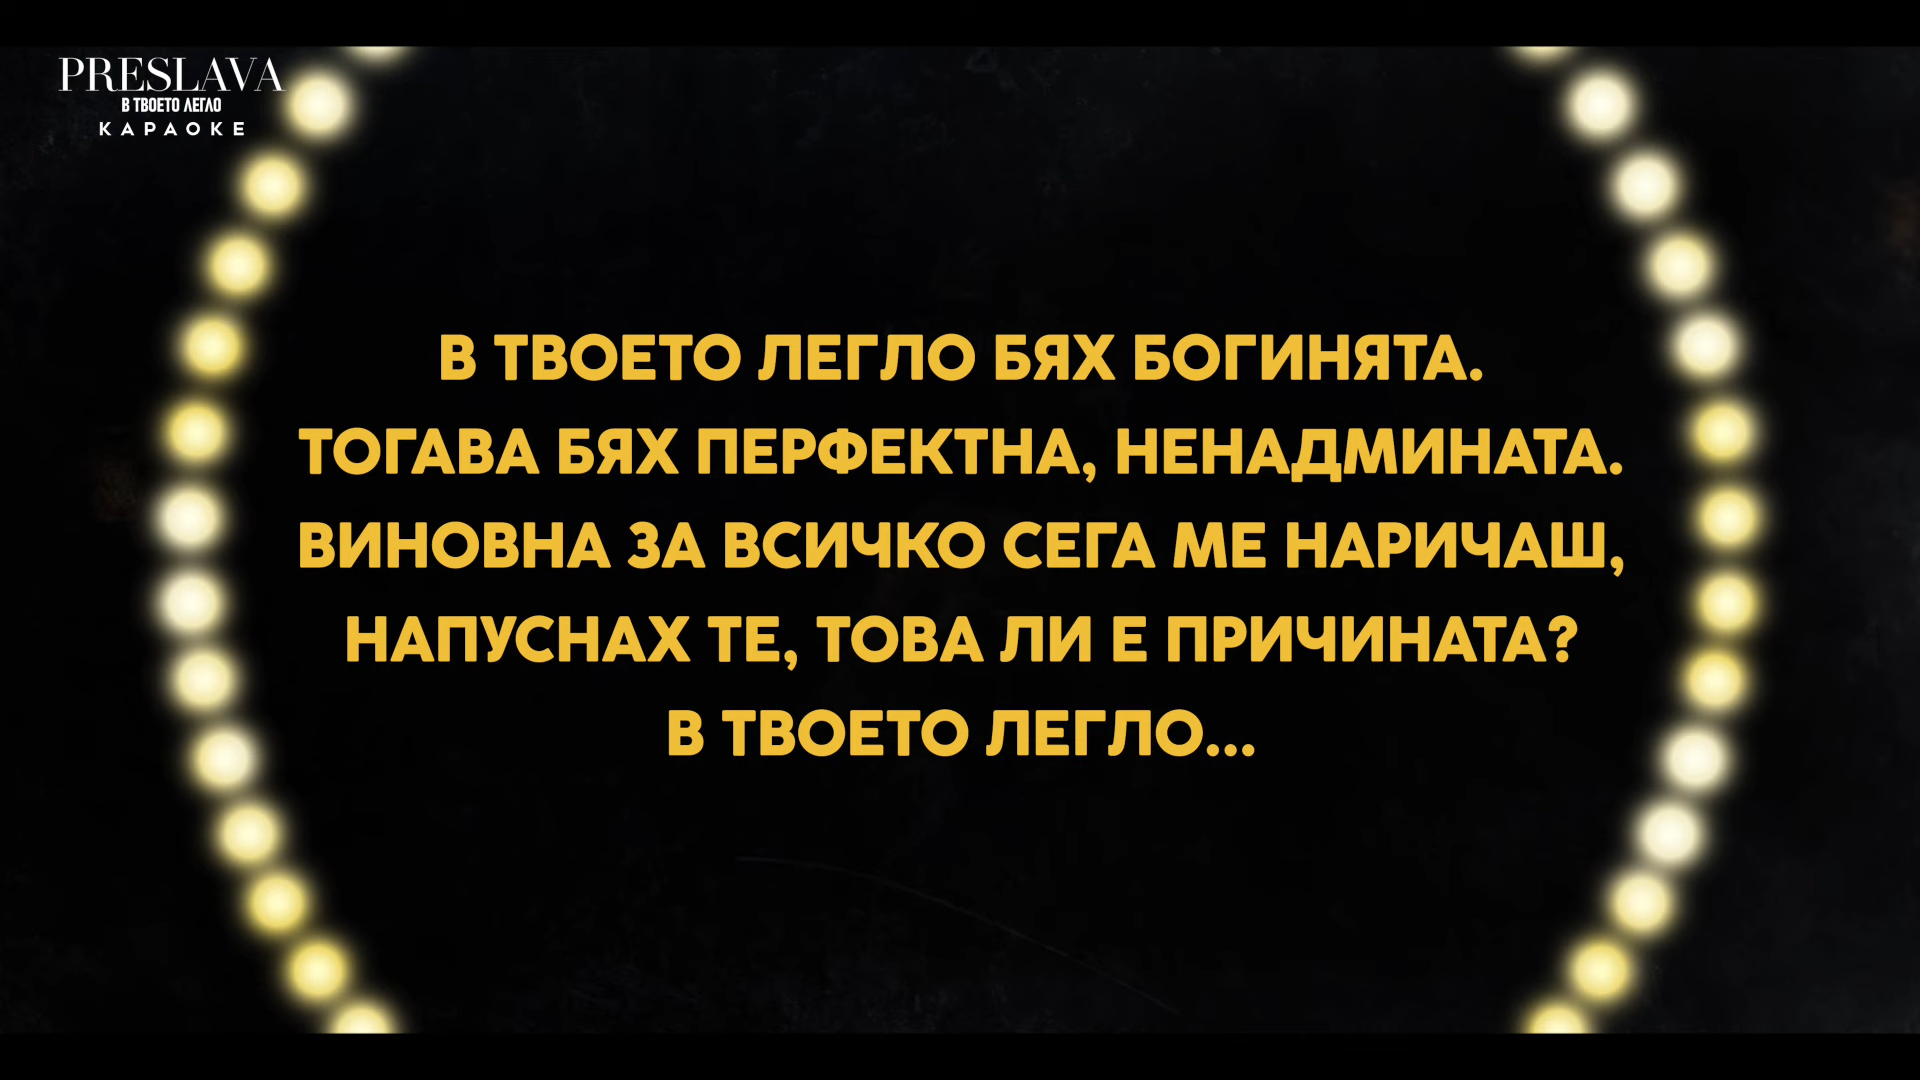 PRESLAVA
В ТВОЕТО ЛЕГЛО
КАРАОКЕ
В ТВОЕТО ЛЕГЛО БЯХ БОГИНЯТА.
ТОГАВА БЯХ ПЕРФЕКТНА, НЕНАДМИНАТА.
ВИНОВНА ЗА ВСИЧКО СЕГА МЕ НАРИЧАШ,
НАПУСНАХ ТЕ, ТОВА ЛИ Е ПРИЧИНАТА?
В ТВОЕТО ЛЕГЛО...